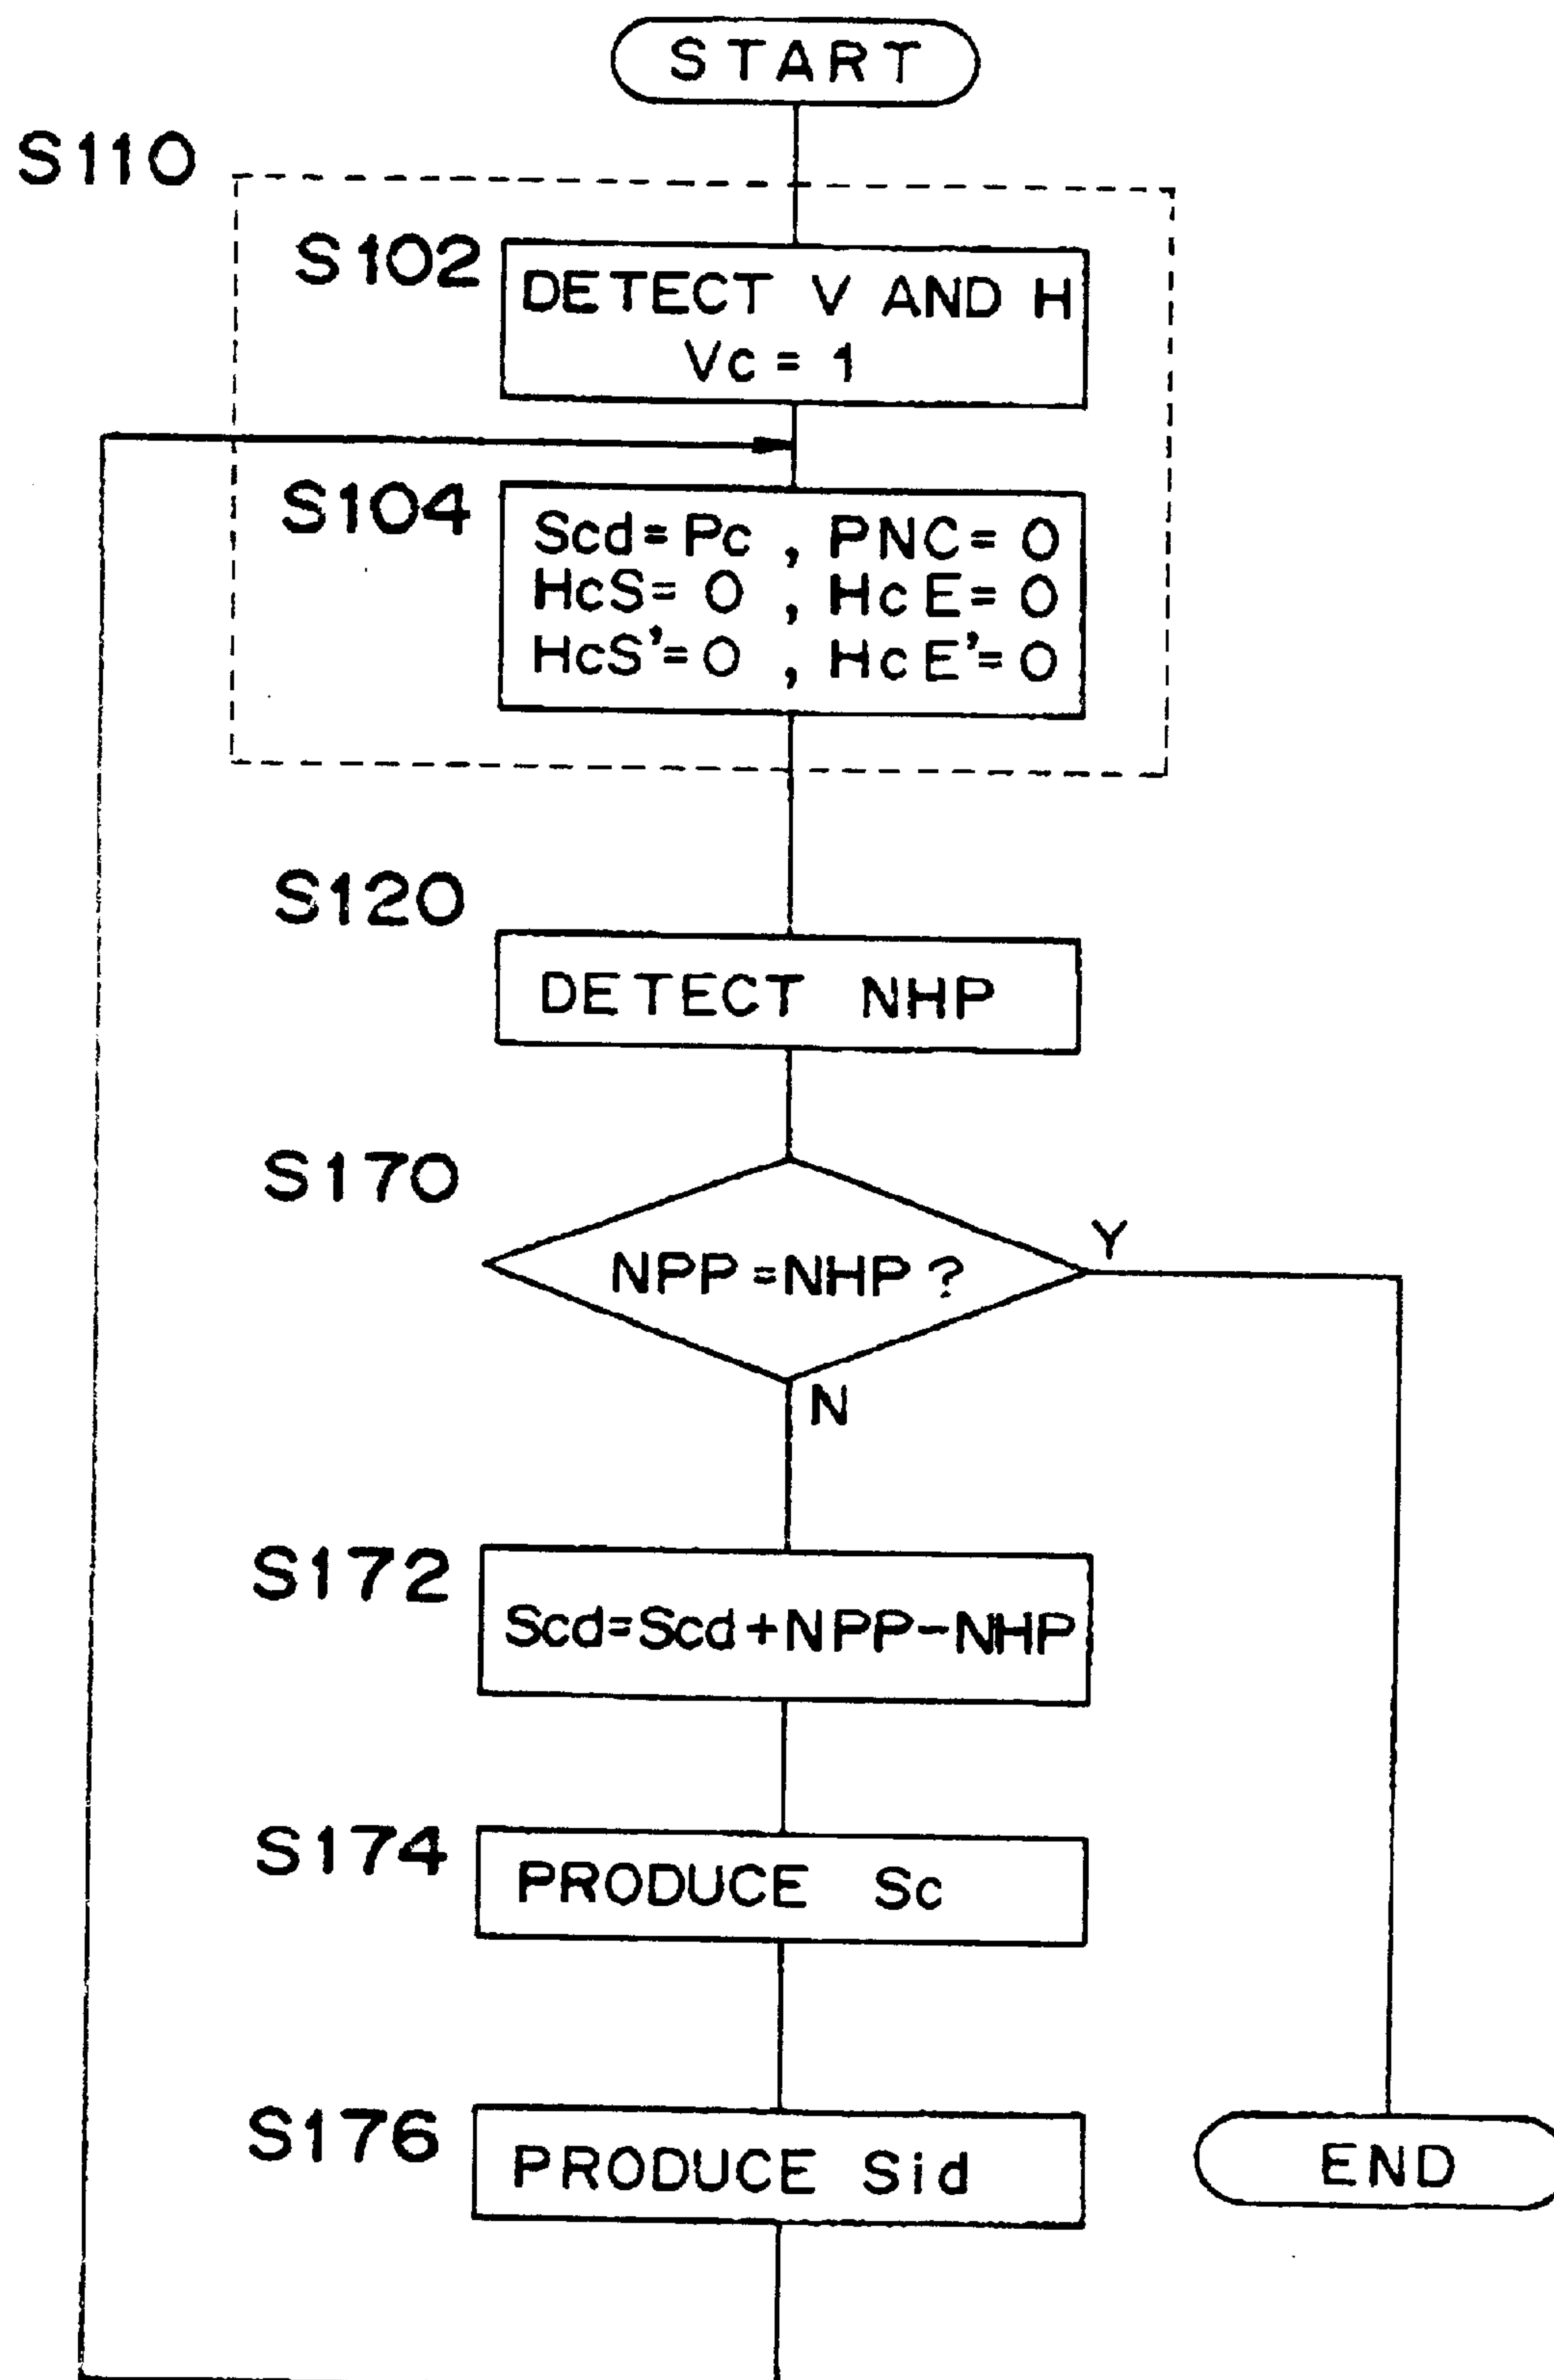 START
S110
S102
DETECT V AND H
Vc = 1
S104
Scd = Pc , PNC = 0
HcS = 0 , HcE = 0
HcS' = 0 , HcE' = 0
S120
DETECT NHP
S170
NPP = NHP ?
Y
N
S172
Scd = Scd + NPP − NHP
S174
PRODUCE Sc
S176
PRODUCE Sid
END